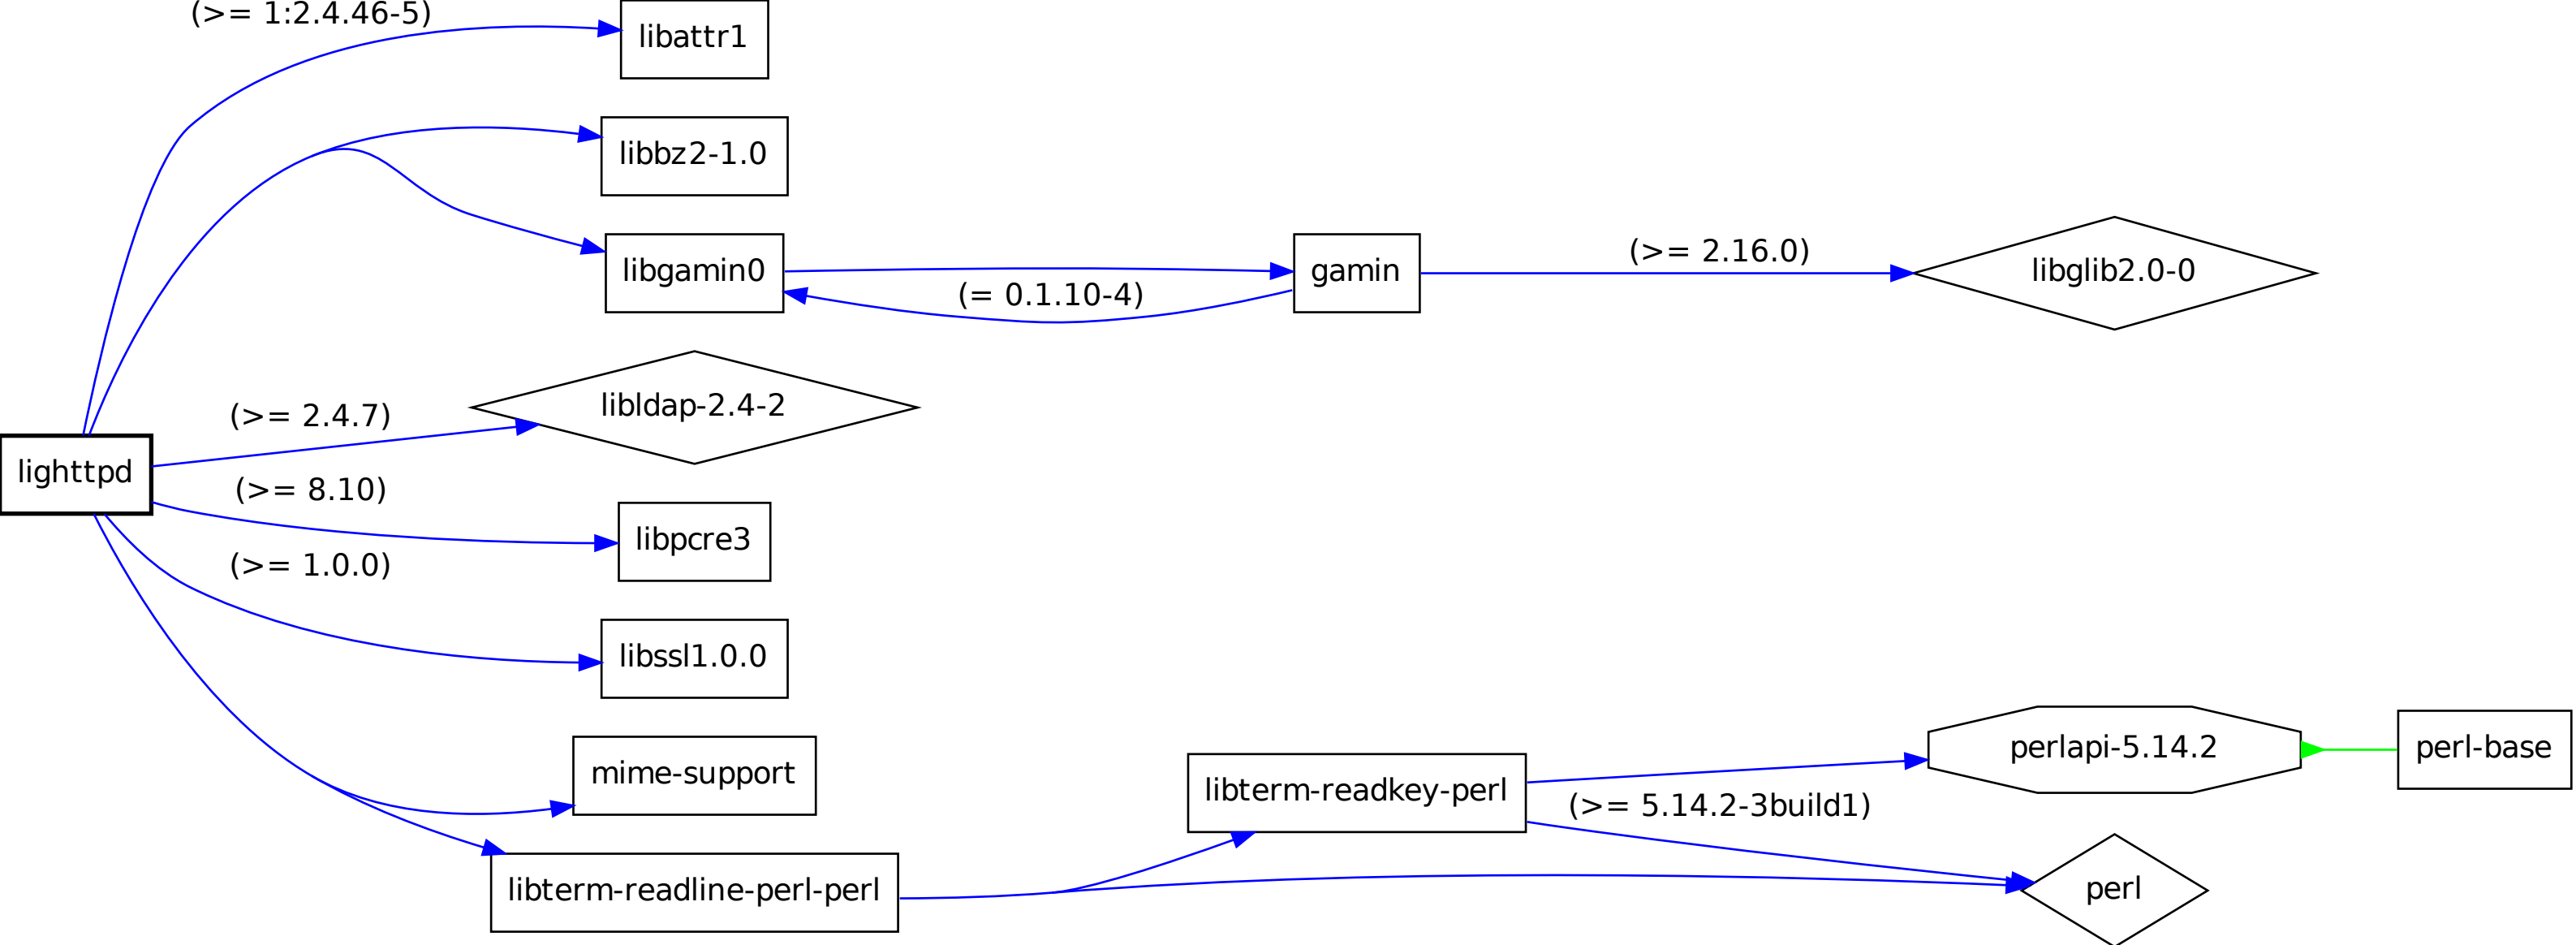 (>= 1:2.4.46-5)
libattr1
libbz2-1.0
libgamin0
(= 0.1.10-4)
gamin
(>= 2.16.0)
libglib2.0-0
(>= 2.4.7)
libldap-2.4-2
lighttpd
(>= 8.10)
libpcre3
(>= 1.0.0)
libssl1.0.0
mime-support
libterm-readkey-perl
(>= 5.14.2-3build1)
perlapi-5.14.2
perl-base
libterm-readline-perl-perl
perl